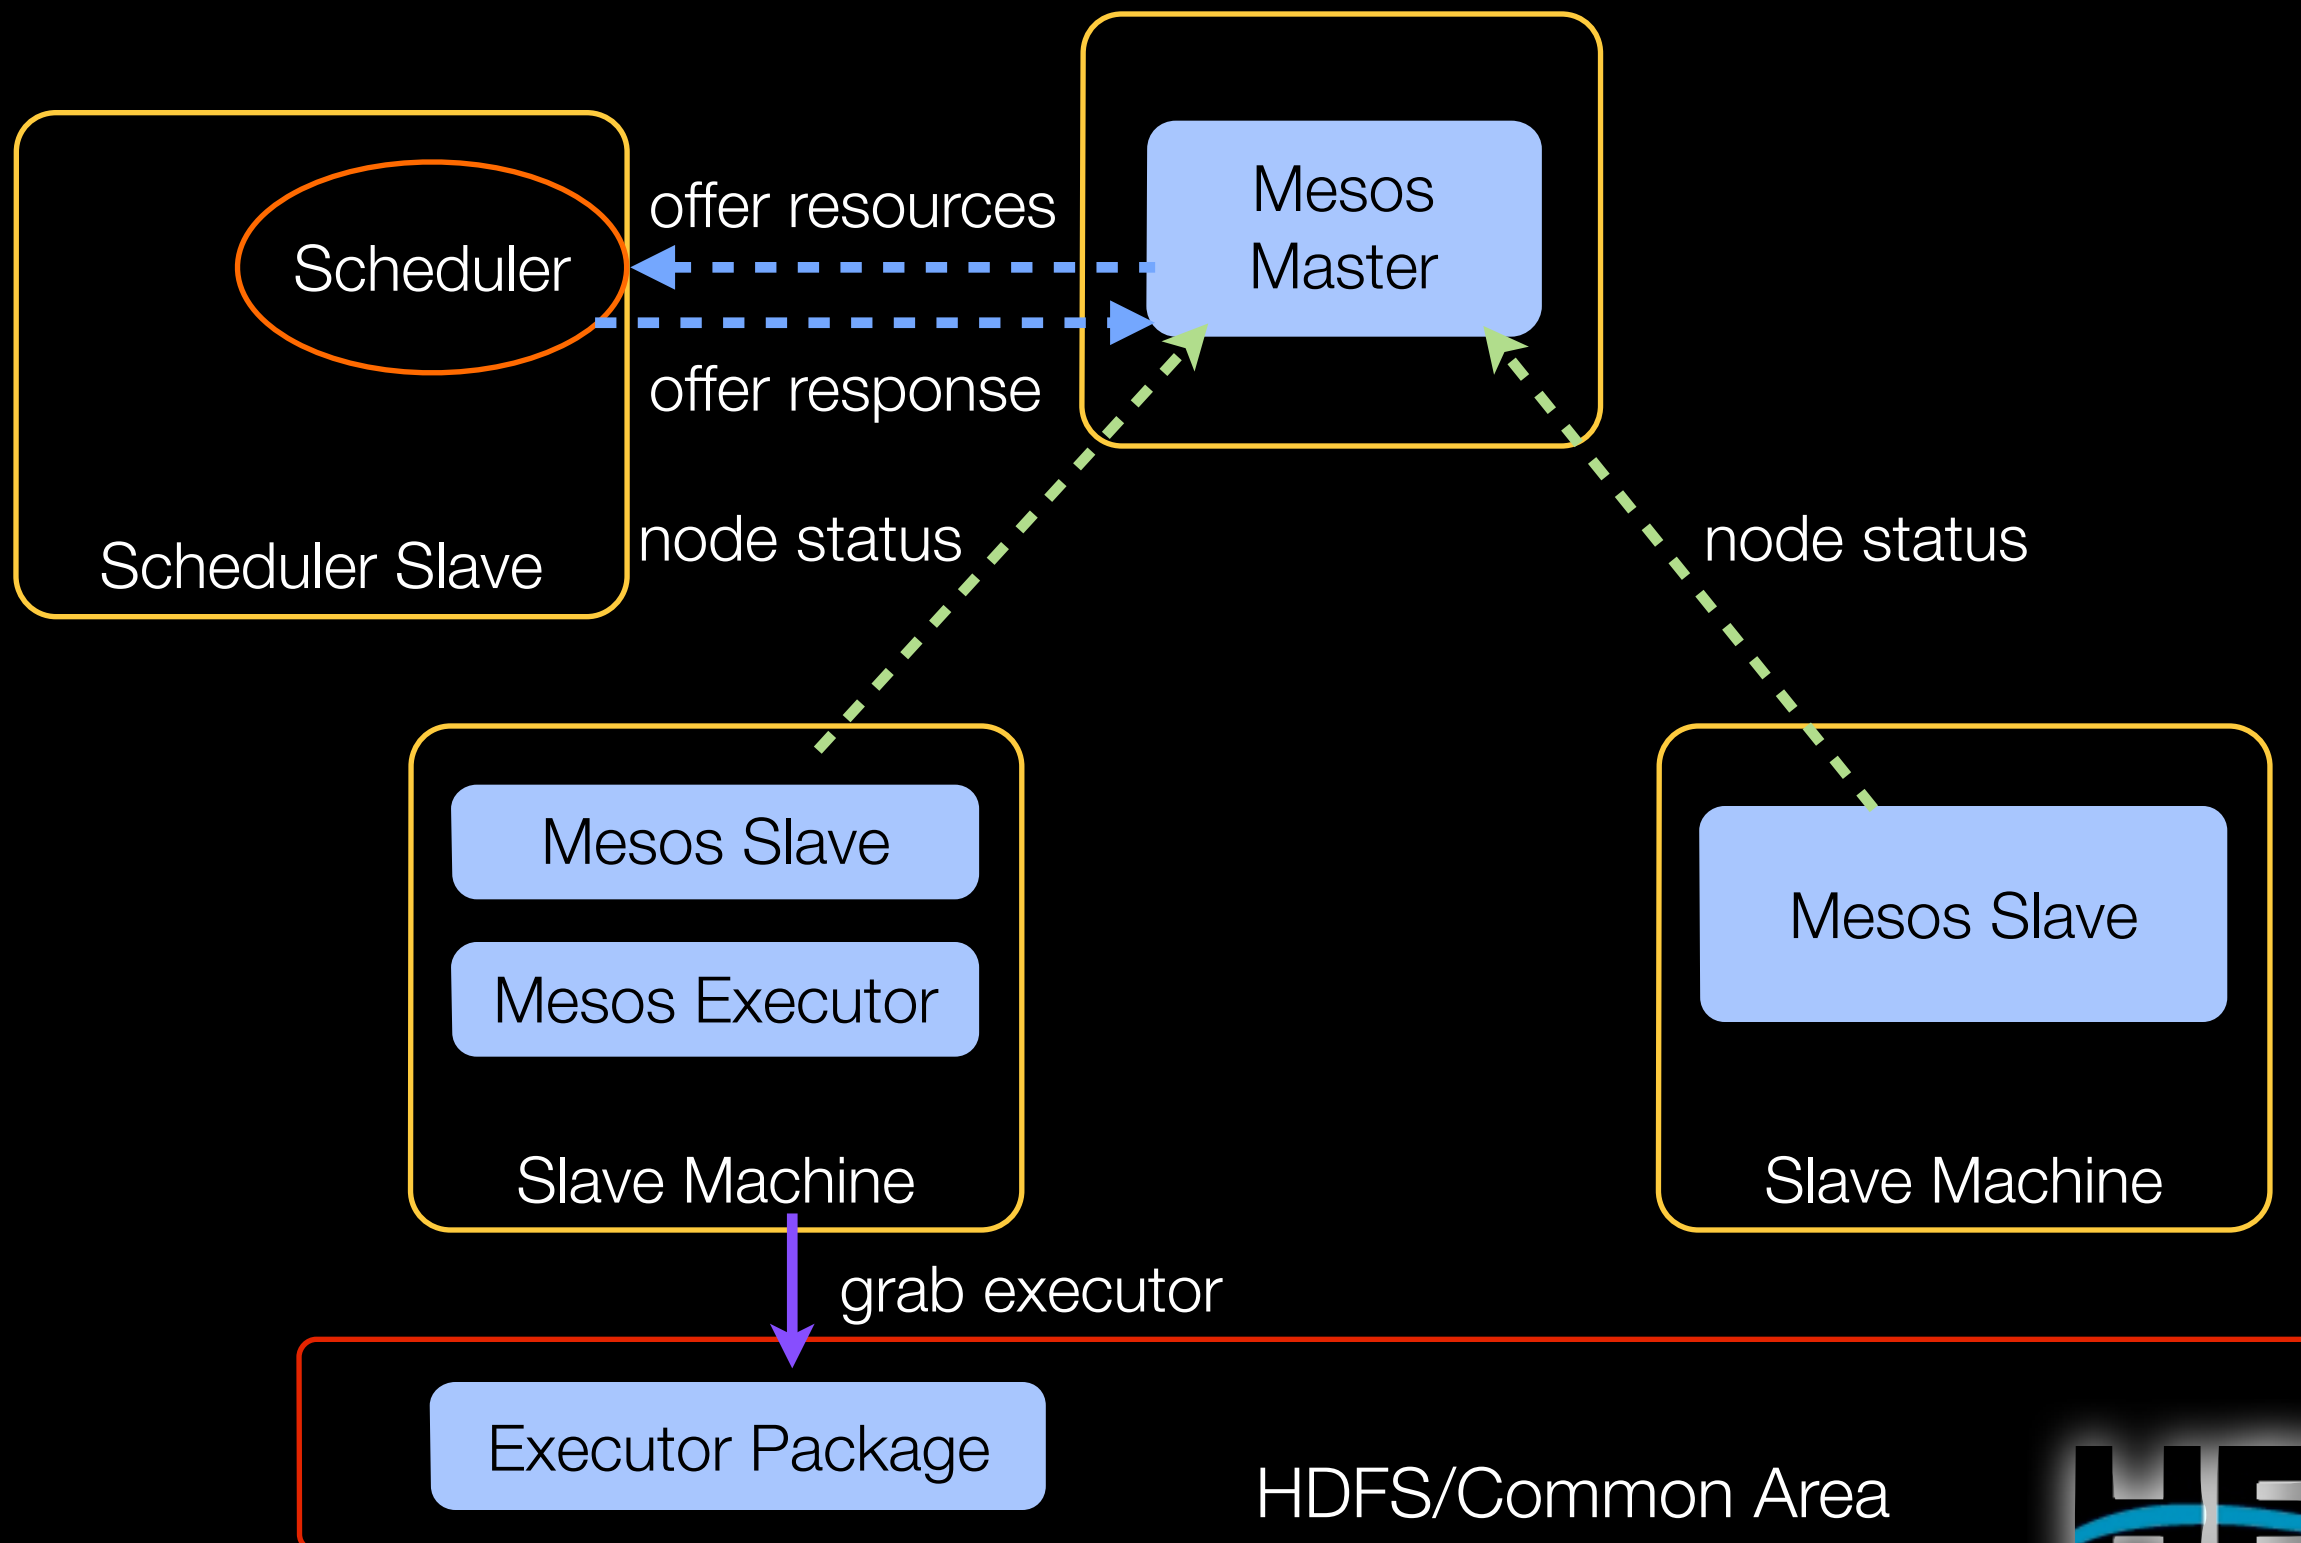 Mesos
Master
offer resources
Scheduler
offer response
node status
node status
Scheduler Slave
Mesos Slave
Mesos Executor
Slave Machine
Mesos Slave
Slave Machine
grab executor
Executor Package
HDFS/Common Area